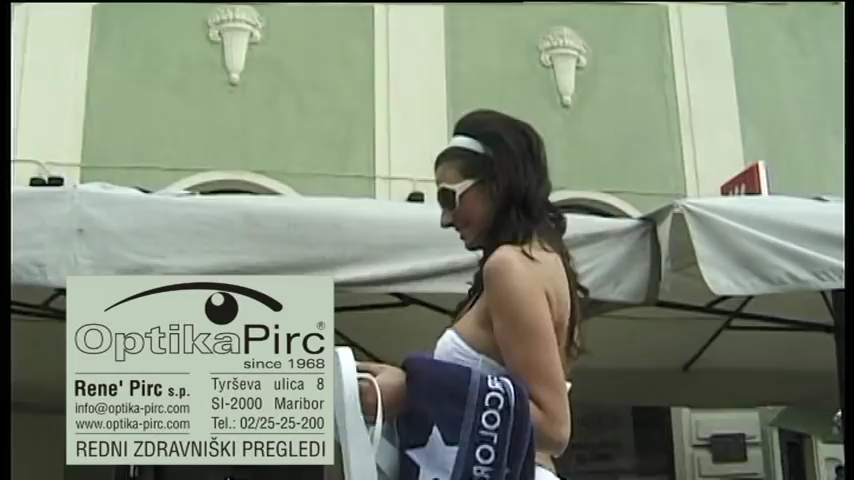 OptikaPirc®
since 1968
Rene' Pirc s.p.
info@optika-pirc.com
www.optika-pirc.com
Tyrševa ulica 8
SI-2000 Maribor
Tel.: 02/25-25-200
REDNI ZDRAVNIŠKI PREGLEDI